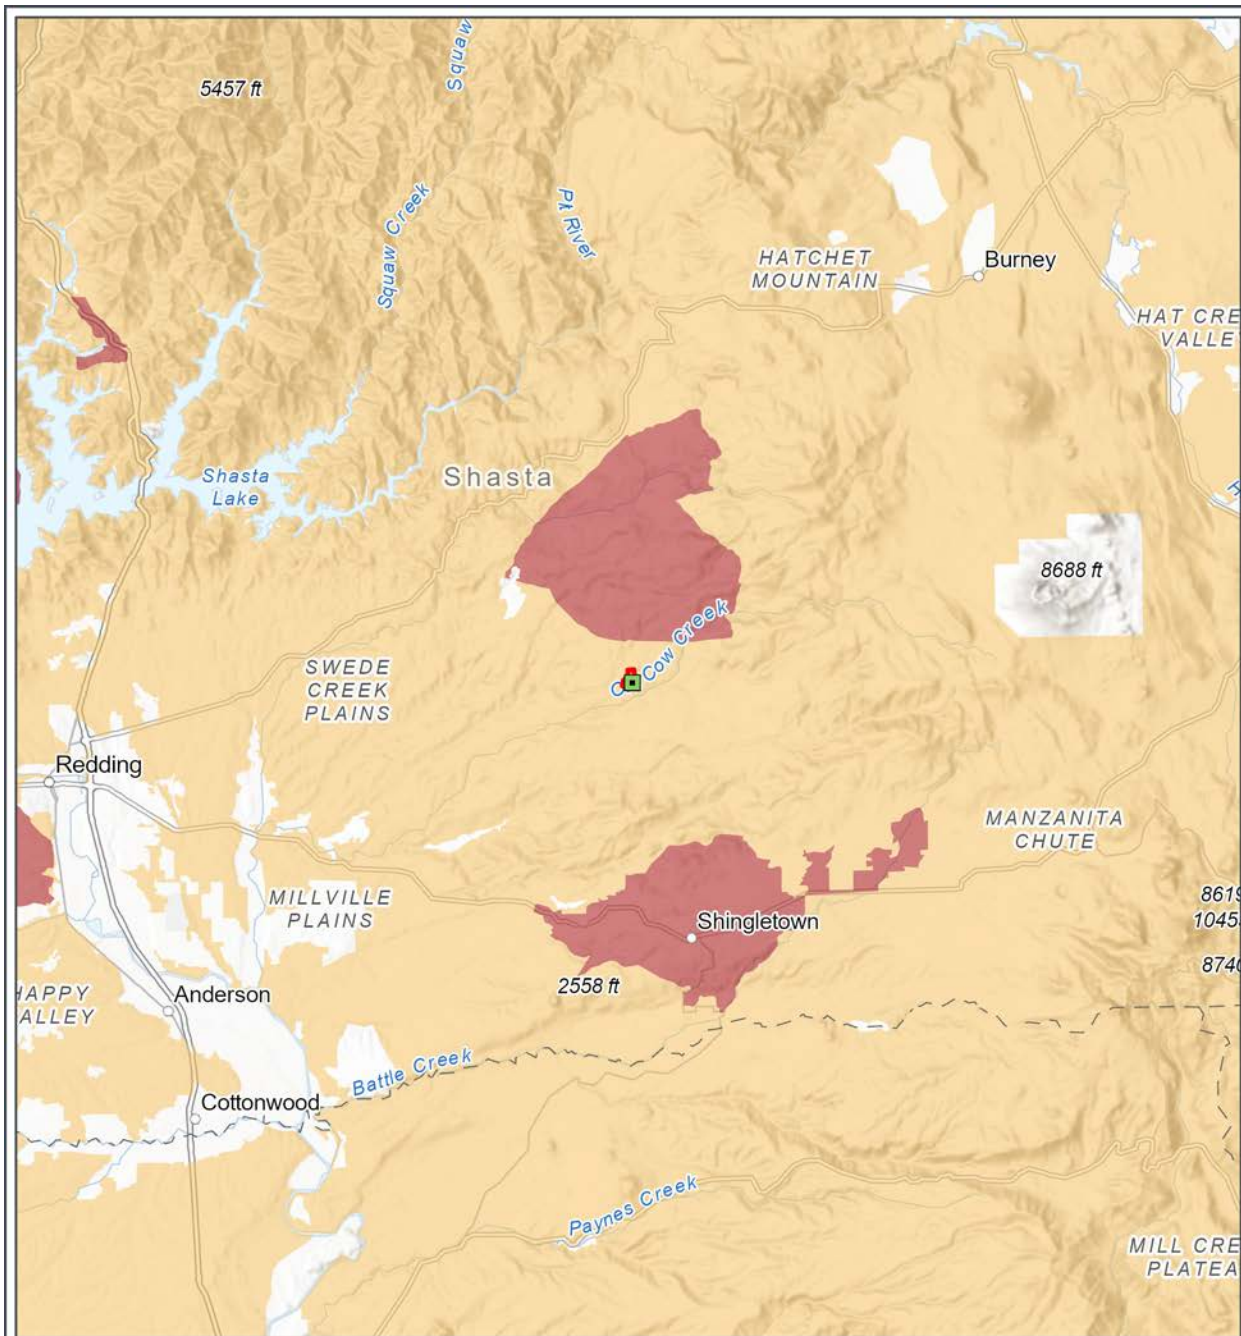 Squaw
5457 ft
Squaw Creek
Pit River
HATCHET
MOUNTAIN
Burney
HAT CRE
VALLE
Shasta
Lake
Shasta
8688 ft
Cow Creek
SWEDE
CREEK
PLAINS
Redding
MANZANITA
CHUTE
MILLVILLE
PLAINS
8619
1045
Shingletown
874
2558 ft
HAPPY
ALLEY
Anderson
Battle Creek
Cottonwood
Paynes Creek
MILL CRE
PLATEA